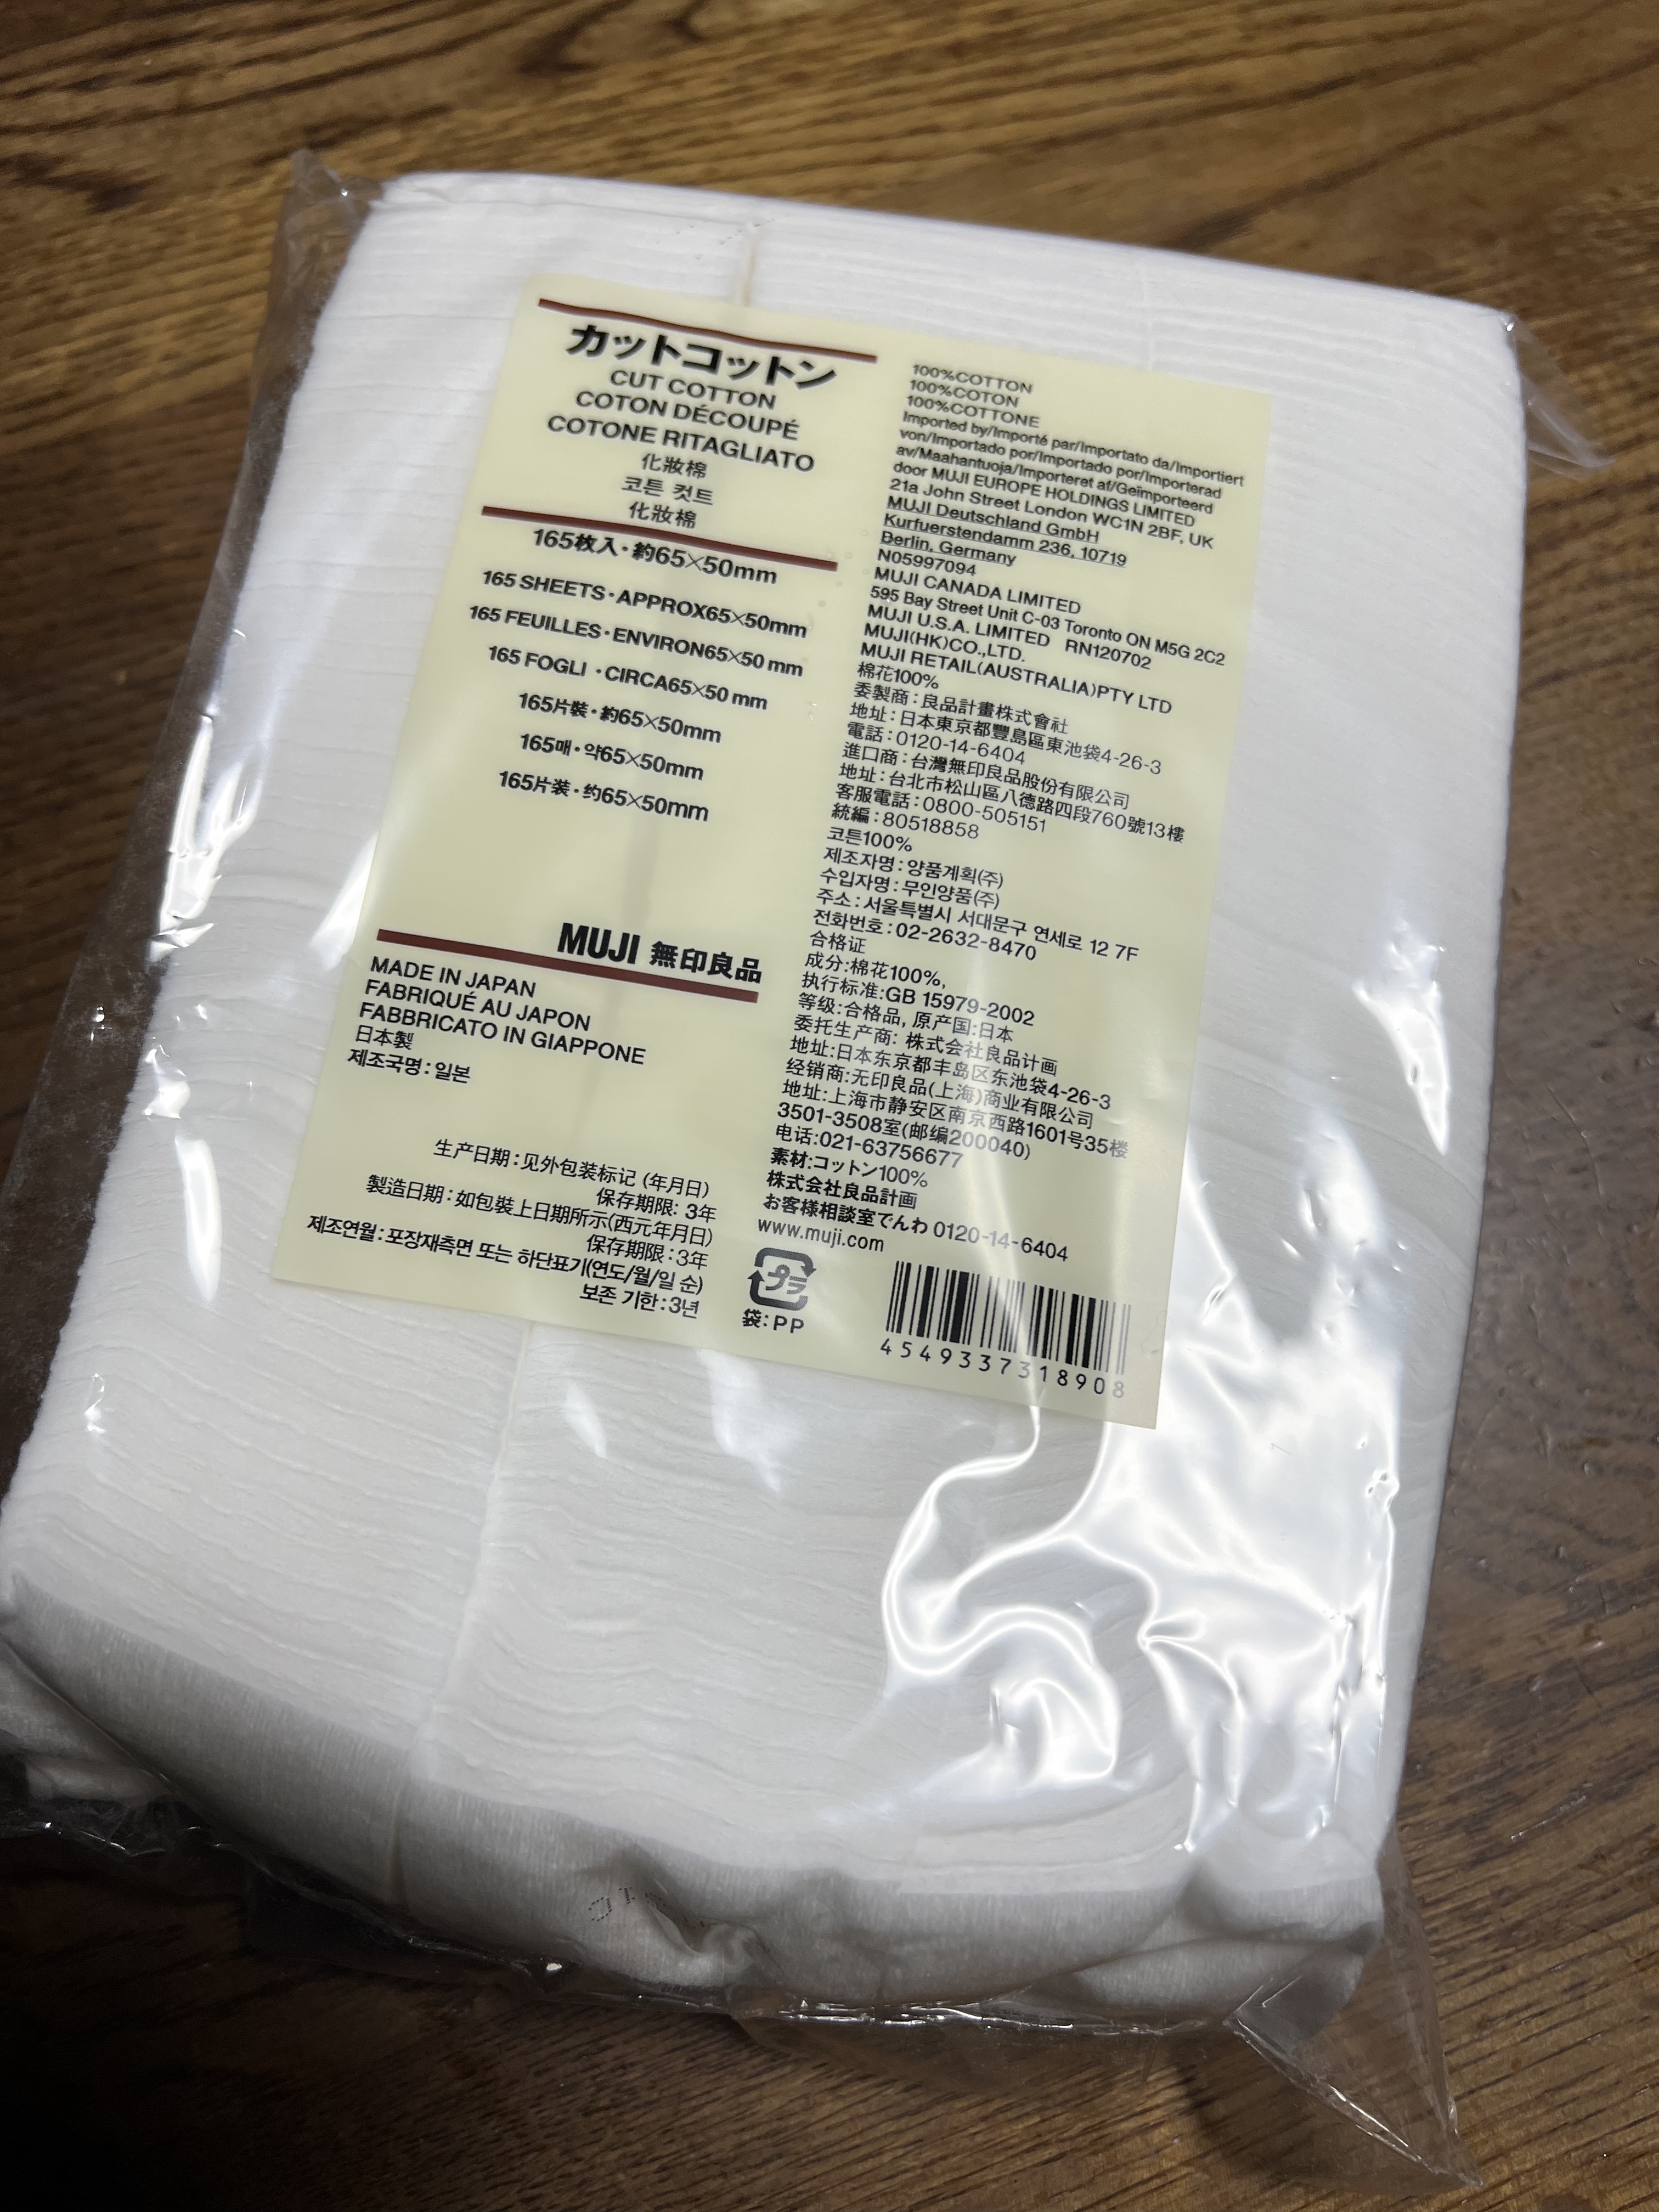 カットコットン
CUT COTTON
COTON DÉCOUPÉ
COTONE RITAGLIATO
化妝棉
코튼 컷트
化妝棉
165枚入・約65×50mm
165 SHEETS・APPROX65×50mm
165 FEUILLES・ENVIRON65×50 mm
165 FOGLI ・CIRCA65×50 mm
165片裝・約65×50mm
165매・약65×50mm
165片装・约65×50mm
MUJI 無印良品
MADE IN JAPAN
FABRIQUÉ AU JAPON
FABBRICATO IN GIAPPONE
日本製
제조국명:일본
生产日期:见外包装标记 (年月日)
保存期限: 3年
製造日期:如包裝上日期所示(西元年月日)
保存期限:3年
제조연월:포장재측면 또는 하단표기(연도/월/일 순)
보존 기한:3년
100%COTTON
100%COTON
100%COTTONE
Imported by/Importé par/Importato da/Importiert
von/Importado por/Importado por/Importerad
av/Maahantuoja/Importeret af/Geïmporteerd
door MUJI EUROPE HOLDINGS LIMITED
21a John Street London WC1N 2BF, UK
MUJI Deutschland GmbH
Kurfuerstendamm 236, 10719
Berlin, Germany
N05997094
MUJI CANADA LIMITED
595 Bay Street Unit C-03 Toronto ON M5G 2C2
MUJI U.S.A. LIMITED RN120702
MUJI(HK)CO.,LTD.
MUJI RETAIL(AUSTRALIA)PTY LTD
棉花100%
委製商:良品計畫株式會社
地址:日本東京都豐島區東池袋4-26-3
電話:0120-14-6404
進口商:台灣無印良品股份有限公司
地址:台北市松山區八德路四段760號13樓
客服電話:0800-505151
統編:80518858
코튼100%
제조자명:양품계획(주)
수입자명:무인양품(주)
주소:서울특별시 서대문구 연세로 12 7F
전화번호:02-2632-8470
合格证
成分:棉花100%,
执行标准:GB 15979-2002
等级:合格品, 原产国:日本
委托生产商: 株式会社良品计画
地址:日本东京都丰岛区东池袋4-26-3
经销商:无印良品(上海)商业有限公司
地址:上海市静安区南京西路1601号35楼
3501-3508室(邮编200040)
电话:021-63756677
素材:コットン100%
株式会社良品計画
お客様相談室でんわ 0120-14-6404
www.muji.com
プラ
袋:PP
4549337318908